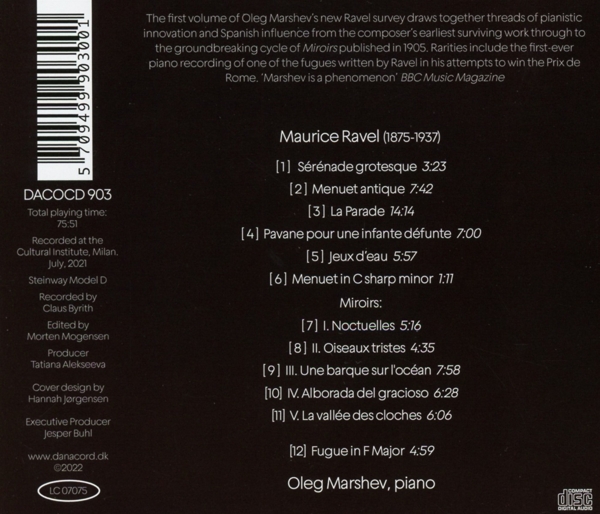 The first volume of Oleg Marshev's new Ravel survey draws together threads of pianistic
innovation and Spanish influence from the composer's earliest surviving work through to
the groundbreaking cycle of Miroirs published in 1905. Rarities include the first-ever
piano recording of one of the fugues written by Ravel in his attempts to win the Prix de
Rome. 'Marshev is a phenomenon' BBC Music Magazine
5 709499 903001
DACOCD 903
Total playing time:
75:51
Recorded at the
Cultural Institute, Milan.
July, 2021
Steinway Model D
Recorded by
Claus Byrith
Edited by
Morten Mogensen
Producer
Tatiana Alekseeva
Cover design by
Hannah Jørgensen
Executive Producer
Jesper Buhl
www.danacord.dk
©2022
LC 07075
Maurice Ravel (1875-1937)
[1] Sérénade grotesque 3:23
[2] Menuet antique 7:42
[3] La Parade 14:14
[4] Pavane pour une infante défunte 7:00
[5] Jeux d'eau 5:57
[6] Menuet in C sharp minor 1:11
Miroirs:
[7] I. Noctuelles 5:16
[8] II. Oiseaux tristes 4:35
[9] III. Une barque sur l'océan 7:58
[10] IV. Alborada del gracioso 6:28
[11] V. La vallée des cloches 6:06
[12] Fugue in F Major 4:59
Oleg Marshev, piano
COMPACT
disc
DIGITAL AUDIO